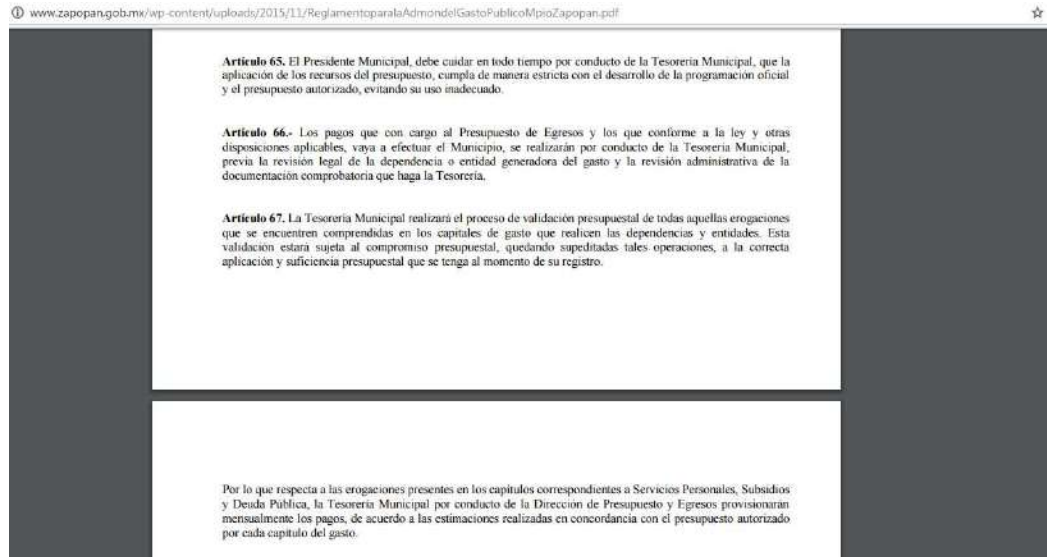 www.zapopan.gob.mx/wp-content/uploads/2015/11/ReglamentoparalaAdmondelGastoPublicoMpioZapopan.pdf
Artículo 65. El Presidente Municipal, debe cuidar en todo tiempo por conducto de la Tesorería Municipal, que la
aplicación de los recursos del presupuesto, cumpla de manera estricta con el desarrollo de la programación oficial
y el presupuesto autorizado, evitando su uso inadecuado.
Artículo 66.- Los pagos que con cargo al Presupuesto de Egresos y los que conforme a la ley y otras
disposiciones aplicables, vaya a efectuar el Municipio, se realizarán por conducto de la Tesorería Municipal,
previa la revisión legal de la dependencia o entidad generadora del gasto y la revisión administrativa de la
documentación comprobatoria que haga la Tesorería.
Artículo 67. La Tesorería Municipal realizará el proceso de validación presupuestal de todas aquellas erogaciones
que se encuentren comprendidas en los capitales de gasto que realicen las dependencias y entidades. Esta
validación estará sujeta al compromiso presupuestal, quedando supeditadas tales operaciones, a la correcta
aplicación y suficiencia presupuestal que se tenga al momento de su registro.
Por lo que respecta a las erogaciones presentes en los capítulos correspondientes a Servicios Personales, Subsidios
y Deuda Pública, la Tesorería Municipal por conducto de la Dirección de Presupuesto y Egresos provisionarán
mensualmente los pagos, de acuerdo a las estimaciones realizadas en concordancia con el presupuesto autorizado
por cada capítulo del gasto.